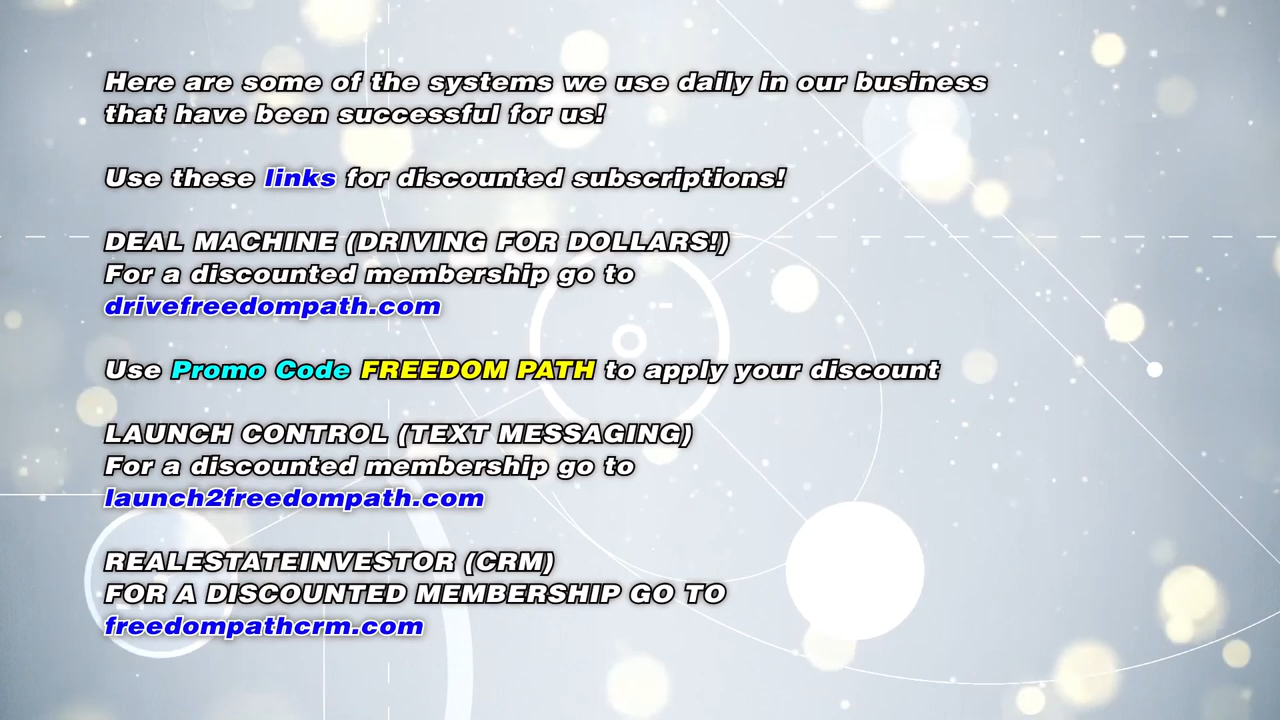 Here are some of the systems we use daily in our business
that have been successful for us!
Use these links for discounted subscriptions!
DEAL MACHINE (DRIVING FOR DOLLARS!)
For a discounted membership go to
drivefreedompath.com
Use Promo Code FREEDOM PATH to apply your discount
LAUNCH CONTROL (TEXT MESSAGING)
For a discounted membership go to
launch2freedompath.com
REALESTATEINVESTOR (CRM)
FOR A DISCOUNTED MEMBERSHIP GO TO
freedompathcrm.com